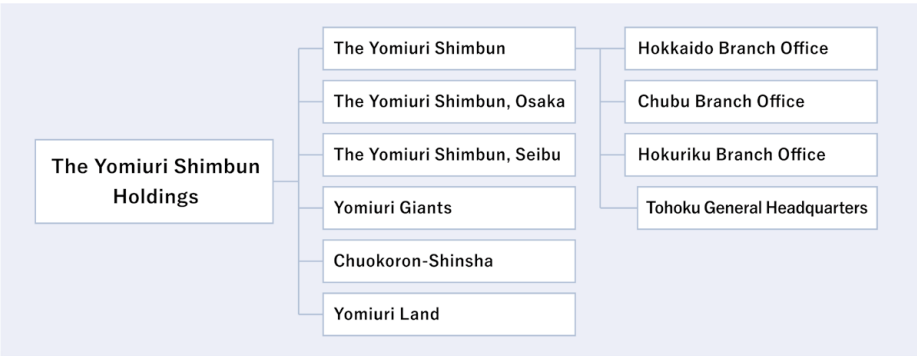 The Yomiuri Shimbun
Holdings
The Yomiuri Shimbun
The Yomiuri Shimbun, Osaka
The Yomiuri Shimbun, Seibu
Yomiuri Giants
Chuokoron-Shinsha
Yomiuri Land
Hokkaido Branch Office
Chubu Branch Office
Hokuriku Branch Office
Tohoku General Headquarters